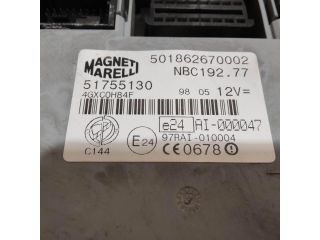 MAGNETI MARELLI 501862670002
NBC192.77
51755130
4GXC0H84F 98 05 12V=
e24 AI-000047
E24 97RAI-010004
C144 CE0678